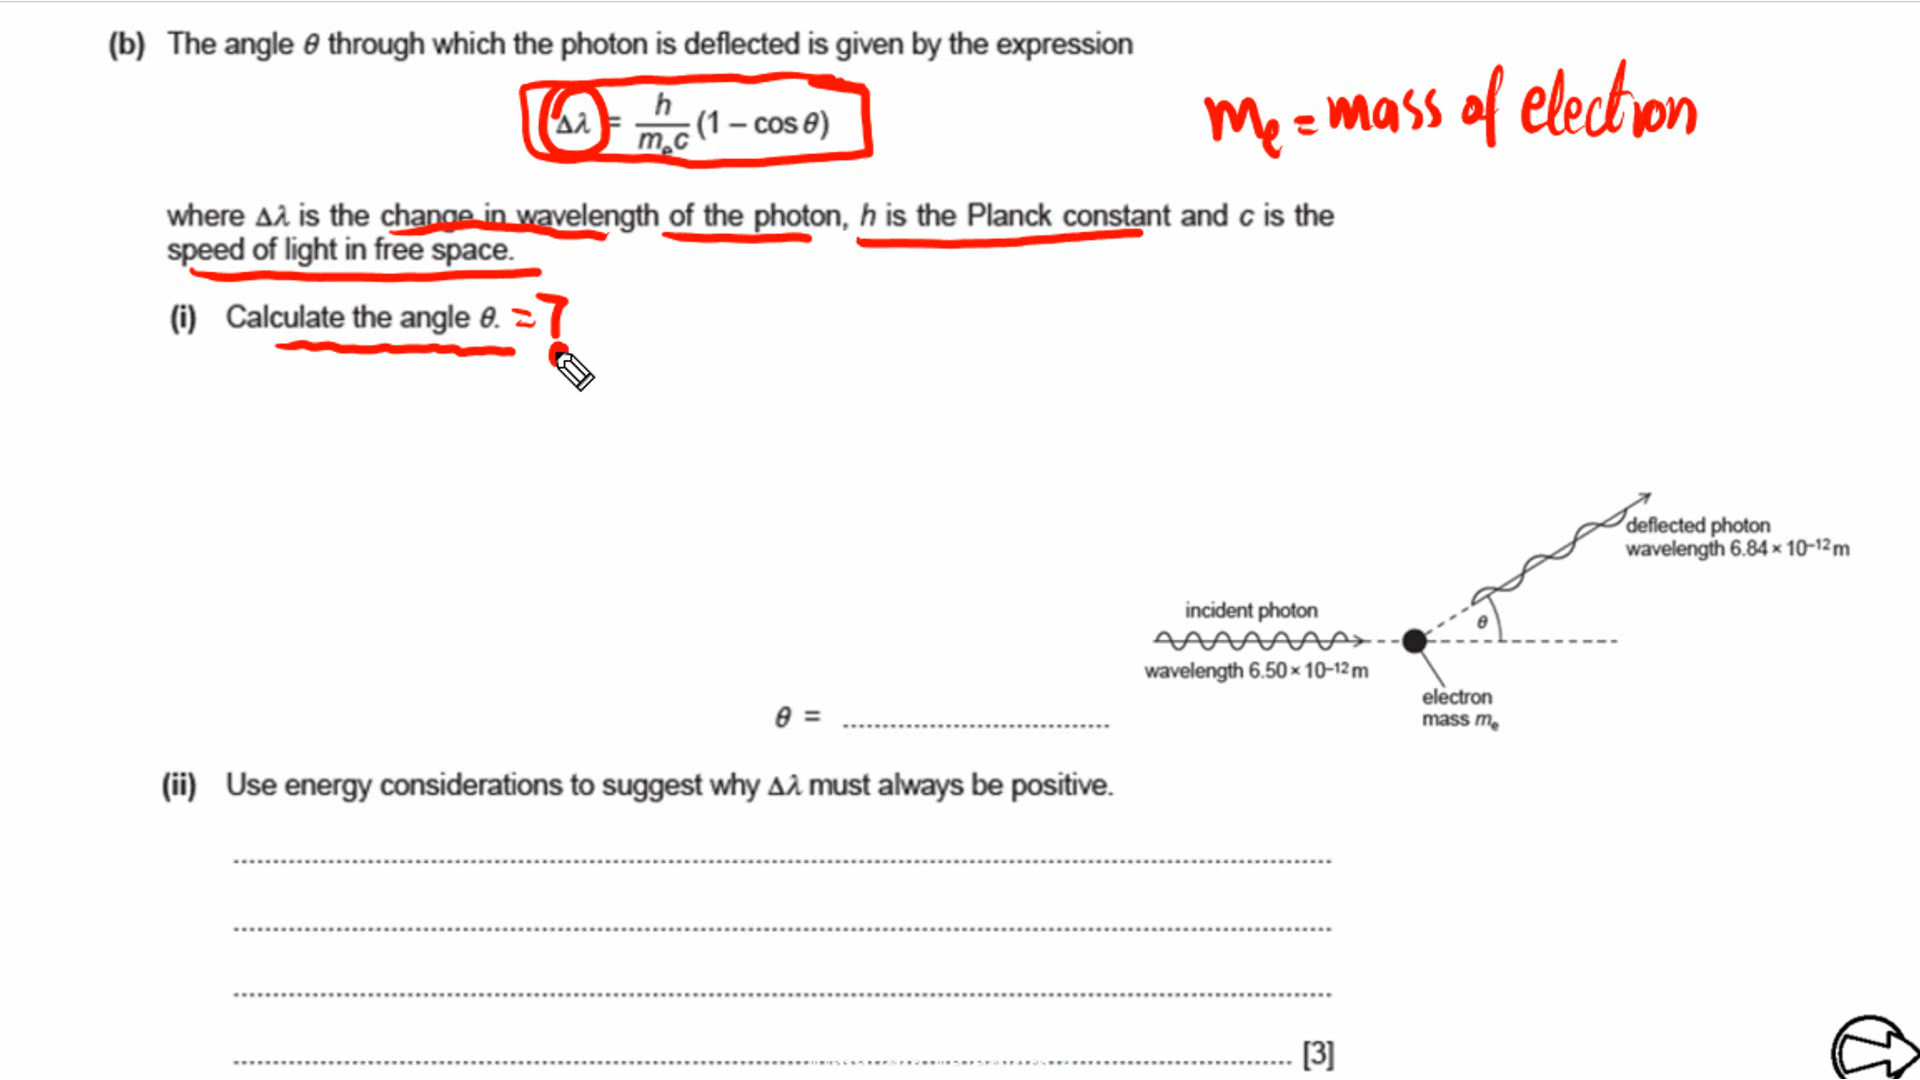 (b) The angle θ through which the photon is deflected is given by the expression
Δλ = h/mₑc (1 – cos θ)
mₑ = mass of electron
where Δλ is the change in wavelength of the photon, h is the Planck constant and c is the
speed of light in free space.
(i) Calculate the angle θ. = ?
deflected photon
wavelength 6.84 × 10⁻¹² m
incident photon
θ
wavelength 6.50 × 10⁻¹² m
electron
mass mₑ
θ = ................................
(ii) Use energy considerations to suggest why Δλ must always be positive.
[3]